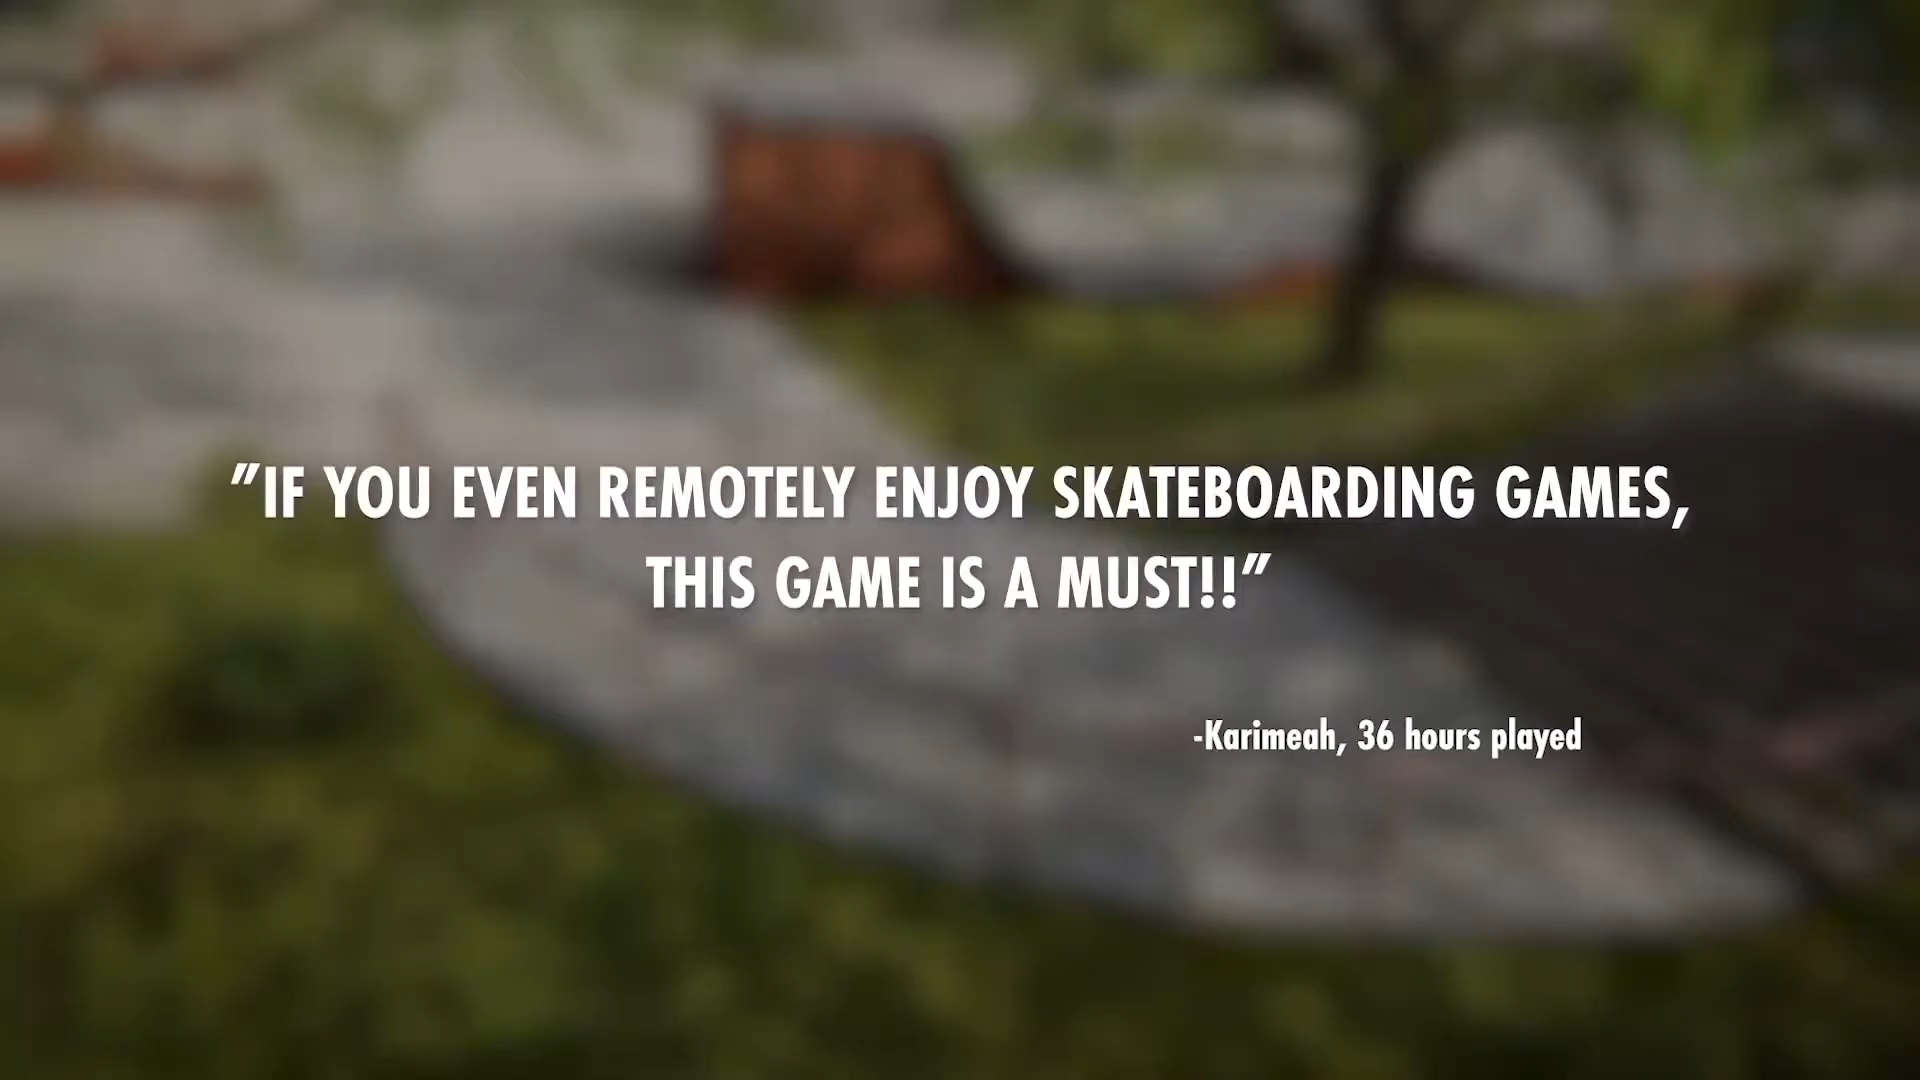 "IF YOU EVEN REMOTELY ENJOY SKATEBOARDING GAMES,
THIS GAME IS A MUST!!"
-Karimeah, 36 hours played